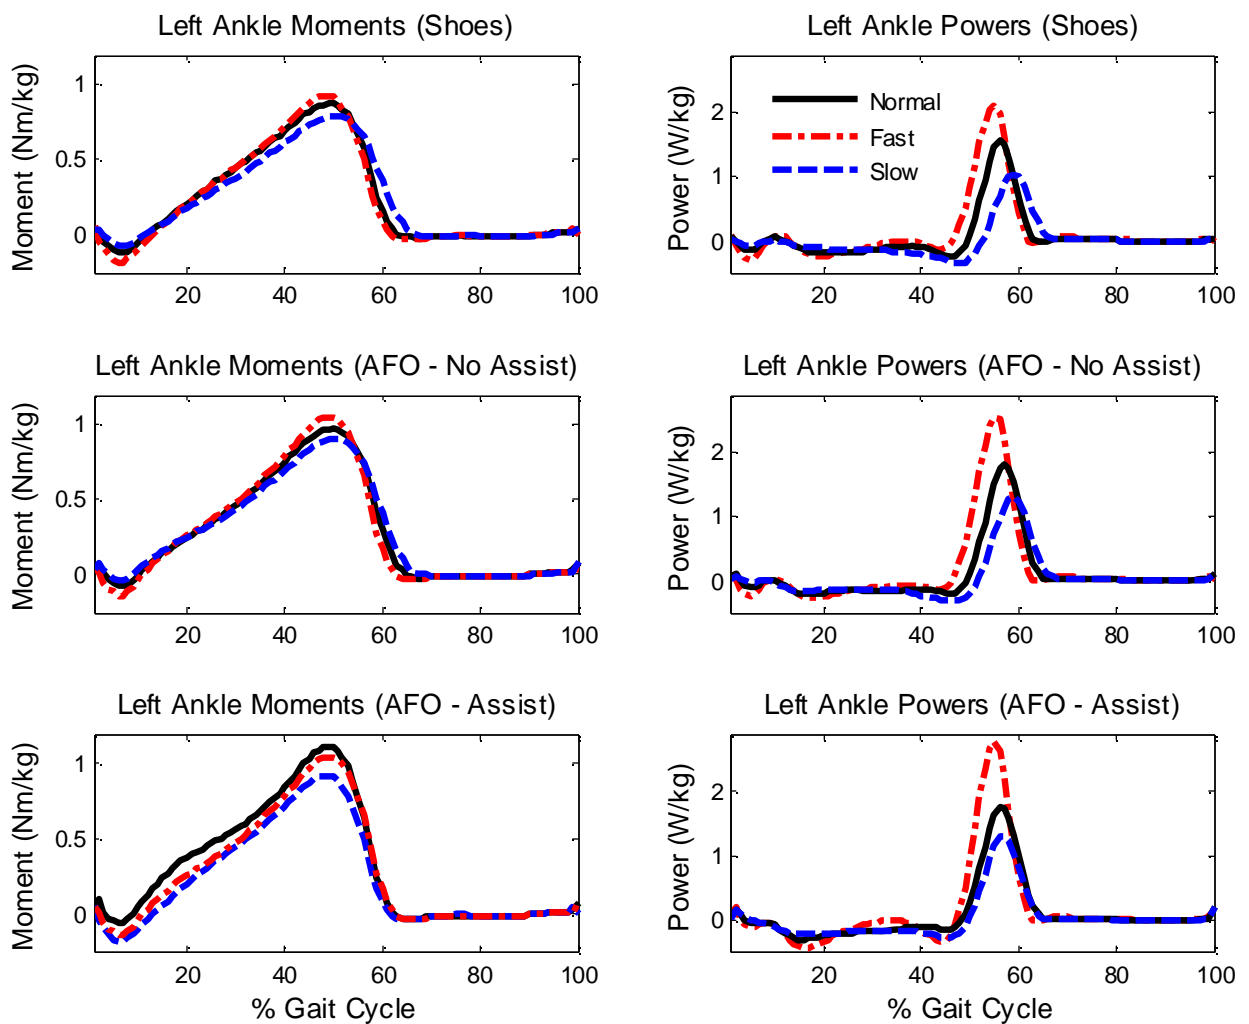 Left Ankle Moments (Shoes)
Moment (Nm/kg)
1
0.5
0
20 40 60 80 100
Left Ankle Powers (Shoes)
Power (W/kg)
2
1
0
Normal
Fast
Slow
20 40 60 80 100
Left Ankle Moments (AFO - No Assist)
Moment (Nm/kg)
1
0.5
0
20 40 60 80 100
Left Ankle Powers (AFO - No Assist)
Power (W/kg)
2
1
0
20 40 60 80 100
Left Ankle Moments (AFO - Assist)
Moment (Nm/kg)
1
0.5
0
20 40 60 80 100
% Gait Cycle
Left Ankle Powers (AFO - Assist)
Power (W/kg)
2
1
0
20 40 60 80 100
% Gait Cycle